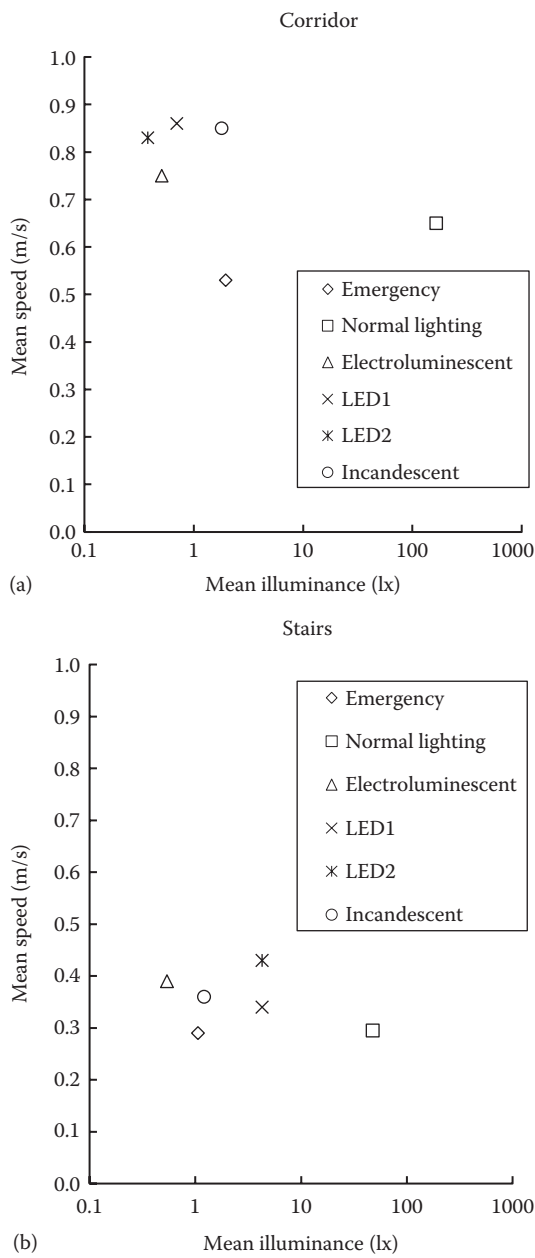 Corridor
1.0
0.9
0.8
0.7
0.6
0.5
0.4
0.3
0.2
0.1
0.0
Mean speed (m/s)
Emergency
Normal lighting
Electroluminescent
LED1
LED2
Incandescent
0.1 1 10 100 1000
(a) Mean illuminance (lx)
Stairs
1.0
0.9
0.8
0.7
0.6
0.5
0.4
0.3
0.2
0.1
0.0
Mean speed (m/s)
Emergency
Normal lighting
Electroluminescent
LED1
LED2
Incandescent
0.1 1 10 100 1000
(b) Mean illuminance (lx)